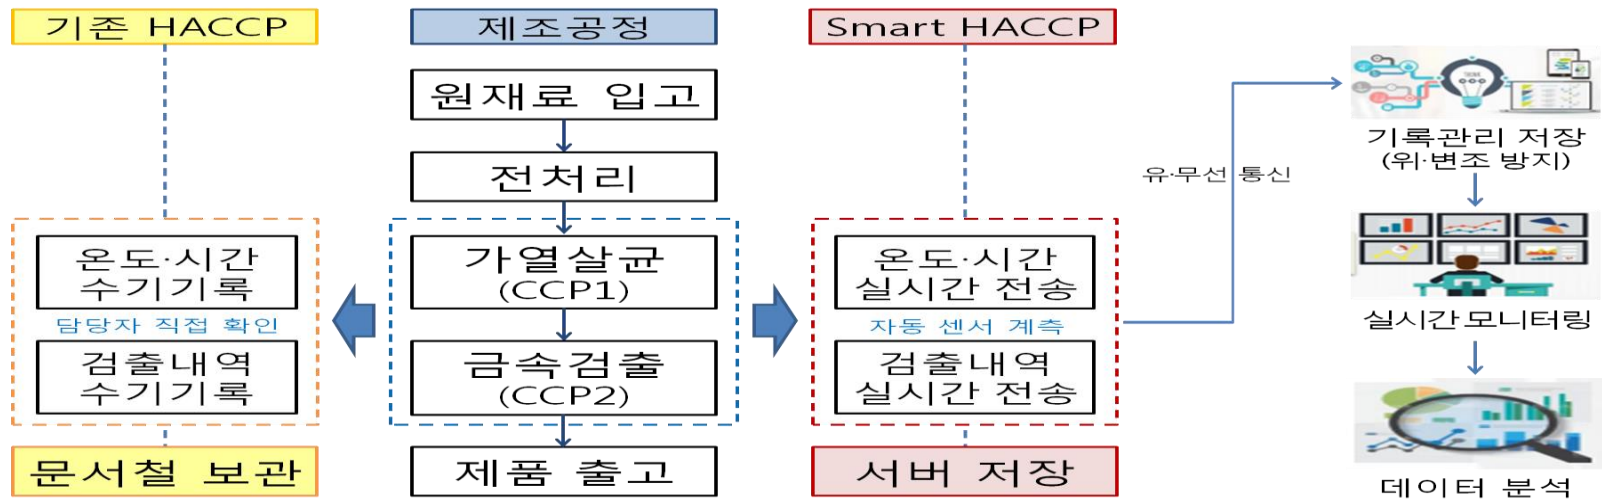 기존 HACCP
온도·시간
수기기록
담당자 직접 확인
검출내역
수기기록
문서철 보관
제조공정
원재료 입고
전처리
가열살균
(CCP1)
금속검출
(CCP2)
제품 출고
Smart HACCP
온도·시간
실시간 전송
자동 센서 계측
검출내역
실시간 전송
서버 저장
유·무선 통신
기록관리 저장
(위·변조 방지)
실시간 모니터링
데이터 분석